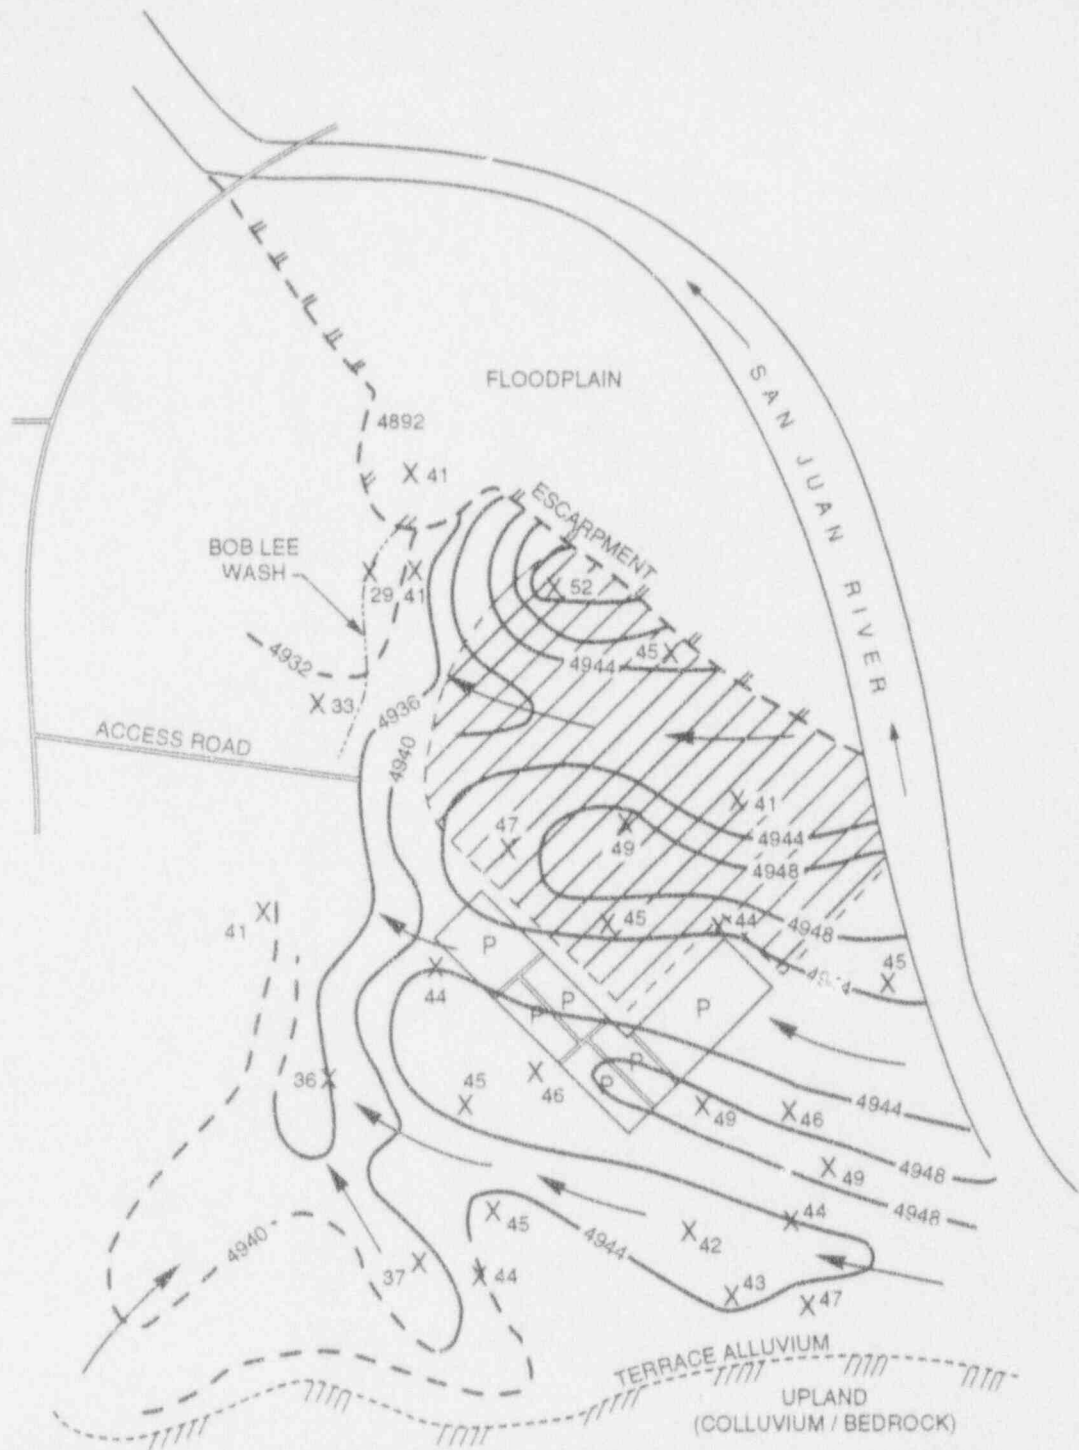 FLOODPLAIN
SAN JUAN RIVER
4892
41
ESCARPMENT
BOB LEE
WASH
29
41
52
4932
45
4944
33
4936
ACCESS ROAD
4940
41
4944
47
49
4948
45
44
4948
41
P
45
44
P
P
P
36
45
46
P
P
49
46
4944
49
4948
4948
45
44
4944
42
4940
37
44
43
47
TERRACE ALLUVIUM
UPLAND
(COLLUVIUM / BEDROCK)